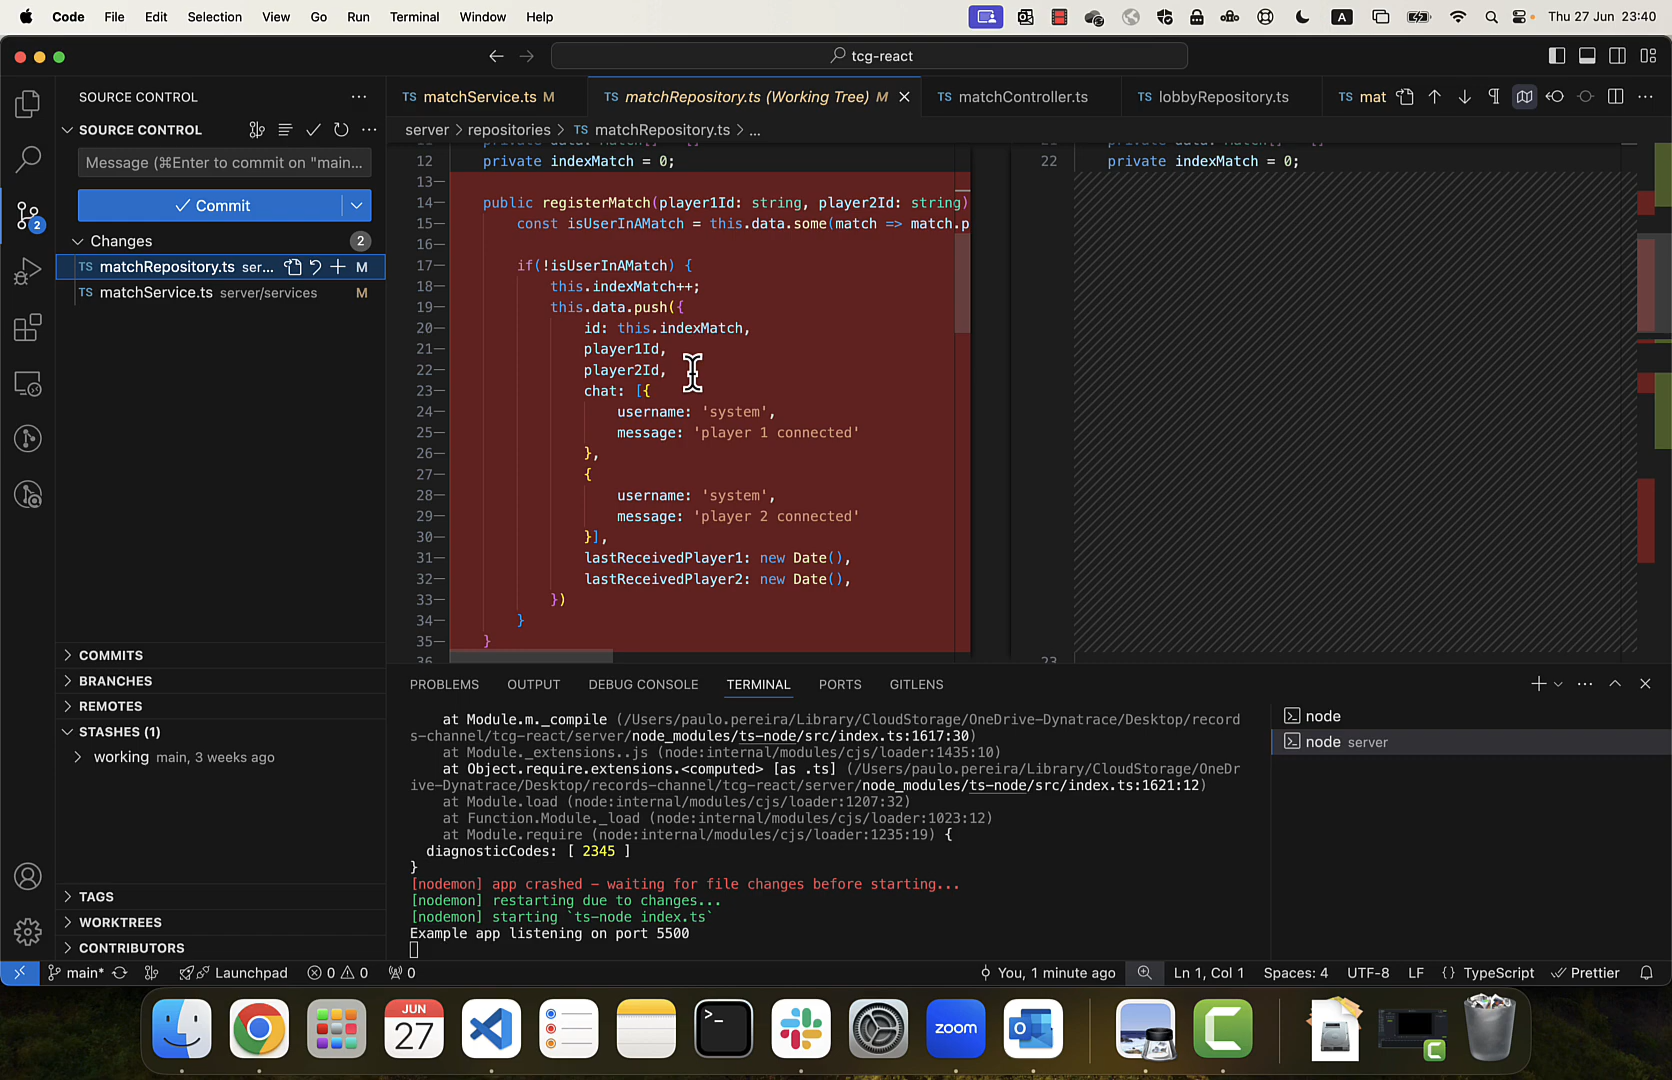 Code File Edit Selection View Go Run Terminal Window Help
A
Thu 27 Jun 23:40
tcg-react
SOURCE CONTROL
SOURCE CONTROL
Message (⌘Enter to commit on "main...
Commit
Changes 2
TS matchRepository.ts ser... M
TS matchService.ts server/services M
2
COMMITS
BRANCHES
REMOTES
STASHES (1)
working main, 3 weeks ago
TAGS
WORKTREES
CONTRIBUTORS
TS matchService.ts M
TS matchRepository.ts (Working Tree) M
TS matchController.ts
TS lobbyRepository.ts
TS mat
server > repositories > TS matchRepository.ts > ...
12 private indexMatch = 0;
13
14 public registerMatch(player1Id: string, player2Id: string)
15 const isUserInAMatch = this.data.some(match => match.p
16
17 if(!isUserInAMatch) {
18 this.indexMatch++;
19 this.data.push({
20 id: this.indexMatch,
21 player1Id,
22 player2Id,
23 chat: [{
24 username: 'system',
25 message: 'player 1 connected'
26 },
27 {
28 username: 'system',
29 message: 'player 2 connected'
30 }],
31 lastReceivedPlayer1: new Date(),
32 lastReceivedPlayer2: new Date(),
33 })
34 }
35 }
36
22 private indexMatch = 0;
23
PROBLEMS OUTPUT DEBUG CONSOLE TERMINAL PORTS GITLENS
at Module.m._compile (/Users/paulo.pereira/Library/CloudStorage/OneDrive-Dynatrace/Desktop/record
s-channel/tcg-react/server/node_modules/ts-node/src/index.ts:1617:30)
at Module._extensions..js (node:internal/modules/cjs/loader:1435:10)
at Object.require.extensions.<computed> [as .ts] (/Users/paulo.pereira/Library/CloudStorage/OneDr
ive-Dynatrace/Desktop/records-channel/tcg-react/server/node_modules/ts-node/src/index.ts:1621:12)
at Module.load (node:internal/modules/cjs/loader:1207:32)
at Function.Module._load (node:internal/modules/cjs/loader:1023:12)
at Module.require (node:internal/modules/cjs/loader:1235:19) {
diagnosticCodes: [ 2345 ]
}
[nodemon] app crashed - waiting for file changes before starting...
[nodemon] restarting due to changes...
[nodemon] starting `ts-node index.ts`
Example app listening on port 5500
node
node server
main* Launchpad 0 0 0
You, 1 minute ago Ln 1, Col 1 Spaces: 4 UTF-8 LF {} TypeScript Prettier
JUN
27
zoom